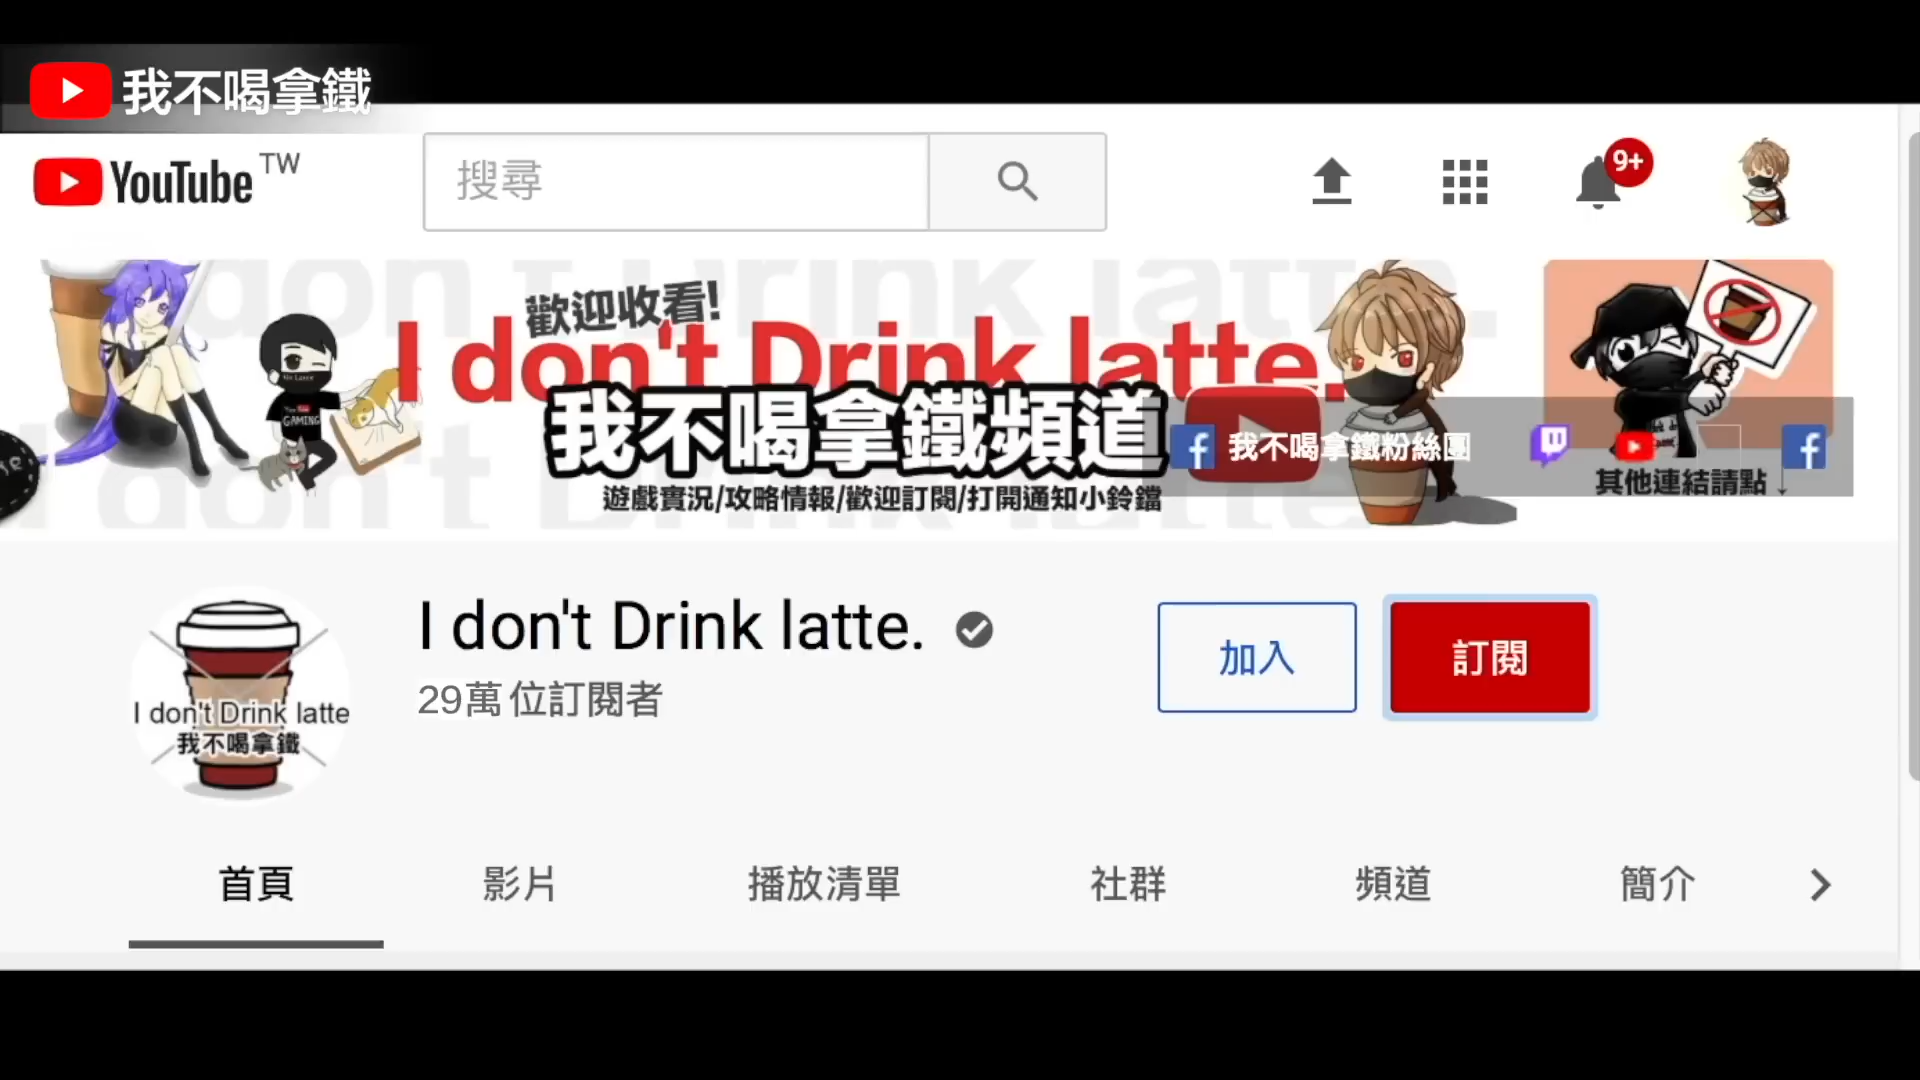 我不喝拿鐵
YouTube TW
搜尋
9+
歡迎收看!
I don't Drink latte.
我不喝拿鐵頻道
遊戲實況/攻略情報/歡迎訂閱/打開通知小鈴鐺
GAMING
我不喝拿鐵粉絲團
其他連結請點
I don't Drink latte.
29萬 位訂閱者
加入
訂閱
I don't Drink latte
我不喝拿鐵
首頁
影片
播放清單
社群
頻道
簡介